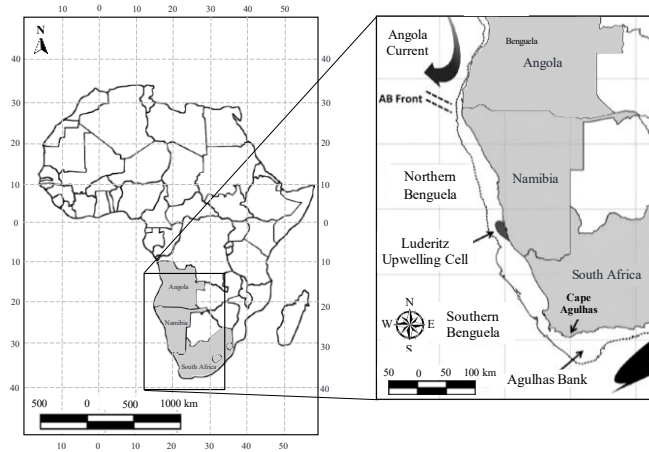 10 0 10 20 30 40 50
N
40
30
20
10
0
10
20
30
40
40
30
20
10
0
10
20
30
40
Angola
Namibia
South Africa
500 0 500 1000 km
10 0 10 20 30 40 50
Angola
Current
Benguela
Angola
AB Front
Northern
Benguela
Namibia
Luderitz
Upwelling Cell
South Africa
Cape
Agulhas
N
W E
S
Southern
Benguela
50 0 50 100 km
Agulhas Bank